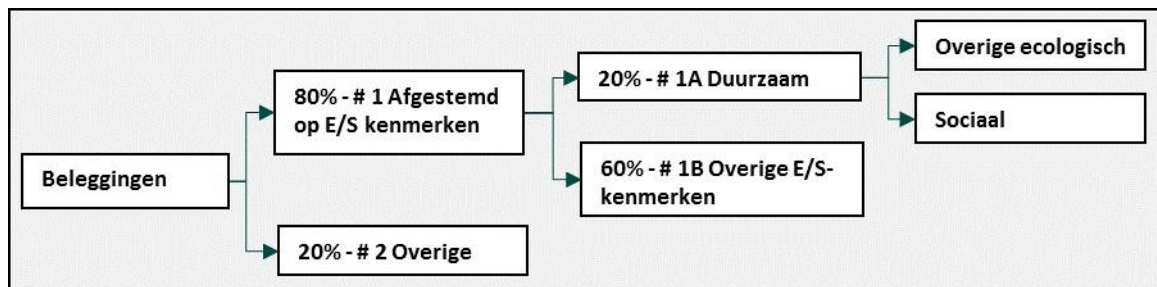 Beleggingen
80% - # 1 Afgestemd
op E/S kenmerken
20% - # 2 Overige
20% - # 1A Duurzaam
60% - # 1B Overige E/S-
kenmerken
Overige ecologisch
Sociaal